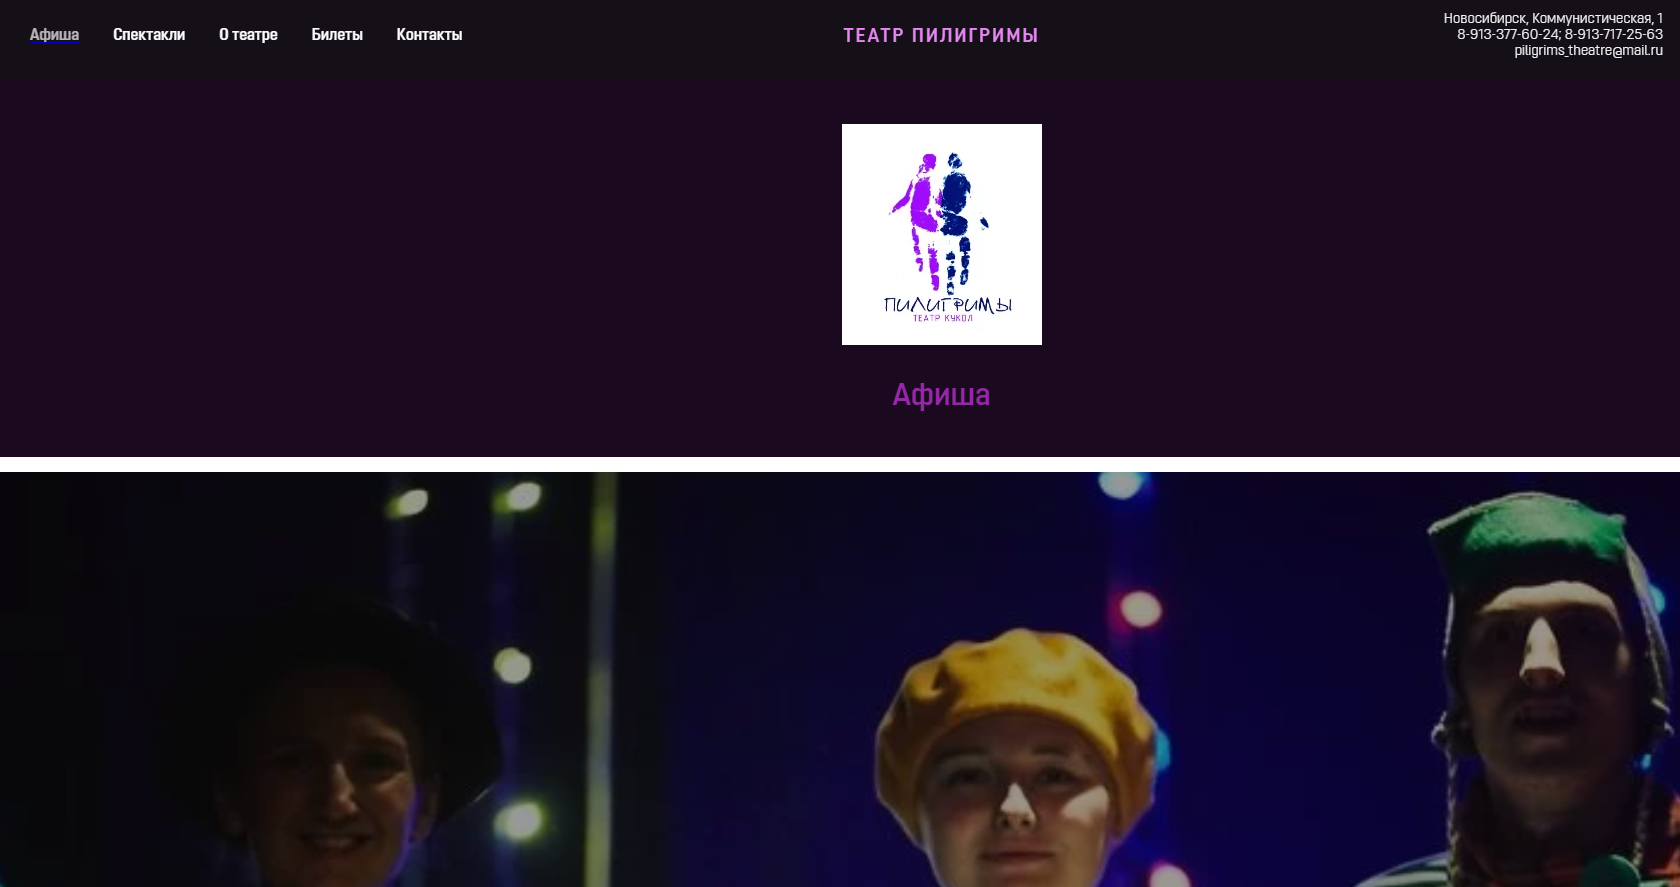 Афиша Спектакли О театре Билеты Контакты
ТЕАТР ПИЛИГРИМЫ
Новосибирск, Коммунистическая, 1
8-913-377-60-24; 8-913-717-25-63
piligrims_theatre@mail.ru
ПИЛИГРИМЫ
ТЕАТР КУКОЛ
Афиша